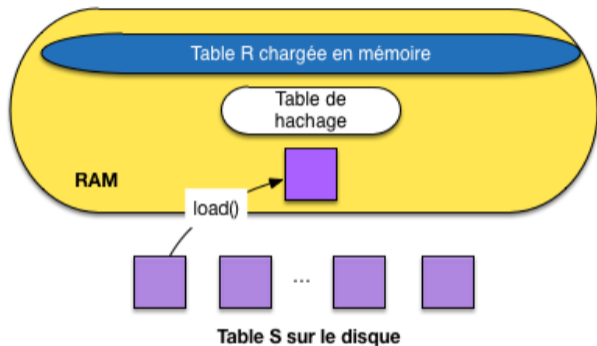 Table R chargée en mémoire
Table de
hachage
RAM
load()
...
Table S sur le disque